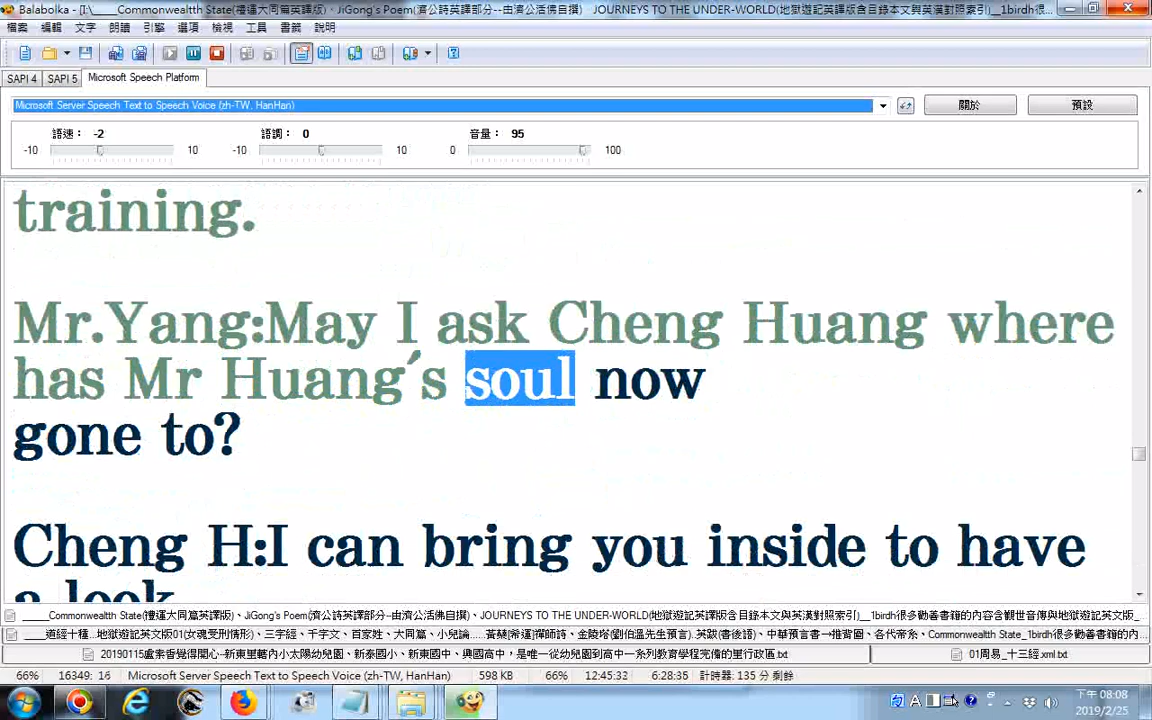 Balabolka - [I:\____Commonwealtth State(禮運大同篇英譯版)、JiGong's Poem(濟公詩英譯部分--由濟公活佛自撰) JOURNEYS TO THE UNDER-WORLD(地獄遊記英譯版含目錄本文與英漢對照索引)__1birdh很...
檔案 編輯 文字 朗讀 引擎 選項 檢視 工具 書籤 說明
SAPI 4 SAPI 5 Microsoft Speech Platform
Microsoft Server Speech Text to Speech Voice (zh-TW, HanHan) 關於 預設
語速： -2 語調： 0 音量： 95
-10 10 -10 10 0 100
training.
Mr.Yang:May I ask Cheng Huang where
has Mr Huang´s soul now
gone to?
Cheng H:I can bring you inside to have
a look
_____Commonwealtth State(禮運大同篇英譯版)、JiGong's Poem(濟公詩英譯部分--由濟公活佛自撰)、JOURNEYS TO THE UNDER-WORLD(地獄遊記英譯版含目錄本文與英漢對照索引)__1birdh很多勸善書籍的內容含觀世音傳與地獄遊記英文版_
____道經十種...地獄遊記英文版01(女魂受刑情形)、三字經、千字文、百家姓、大同篇、小兒論......禪師詩、金陵塔(劉伯溫先生預言).英烈(書後語)、中華預言書—推背圖、各代帝系、Commonwealth State_1birdh很多勸善書籍的內...
20190115盧素香覺得開心--新東里轄內小太陽幼兒園、新泰國小、新東國中、興國高中，是唯一從幼兒園到高中一系列教育學程完備的里行政區.txt 01周易_十三經.xml.txt
66% 16349: 16 Microsoft Server Speech Text to Speech Voice (zh-TW, HanHan) 598 KB 66% 12:45:32 6:28:35 計時器: 135 分 剩餘
下午 08:08
2019/2/25